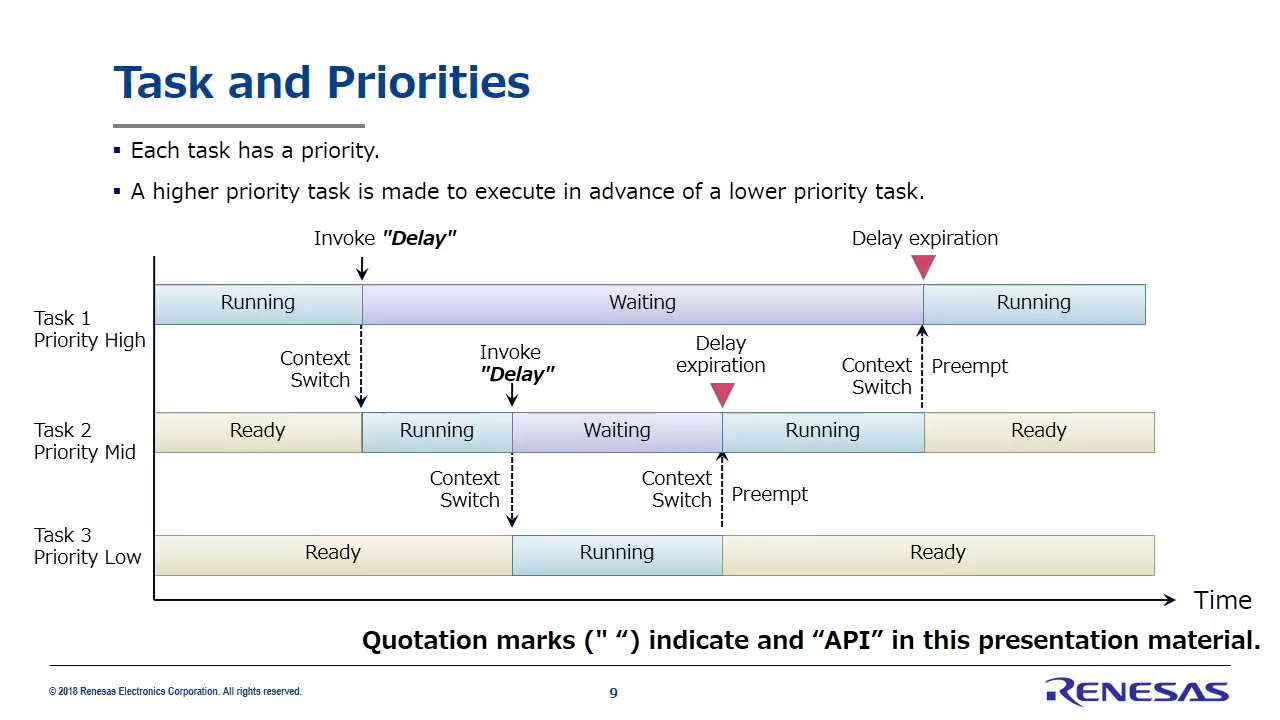 Task and Priorities
▪ Each task has a priority.
▪ A higher priority task is made to execute in advance of a lower priority task.
Invoke "Delay"
Delay expiration
Task 1
Priority High
Running
Waiting
Running
Context
Switch
Invoke
"Delay"
Delay
expiration
Context
Switch
Preempt
Task 2
Priority Mid
Ready
Running
Waiting
Running
Ready
Context
Switch
Context
Switch
Preempt
Task 3
Priority Low
Ready
Running
Ready
Time
Quotation marks (" “) indicate and “API” in this presentation material.
© 2018 Renesas Electronics Corporation. All rights reserved.
9
RENESAS